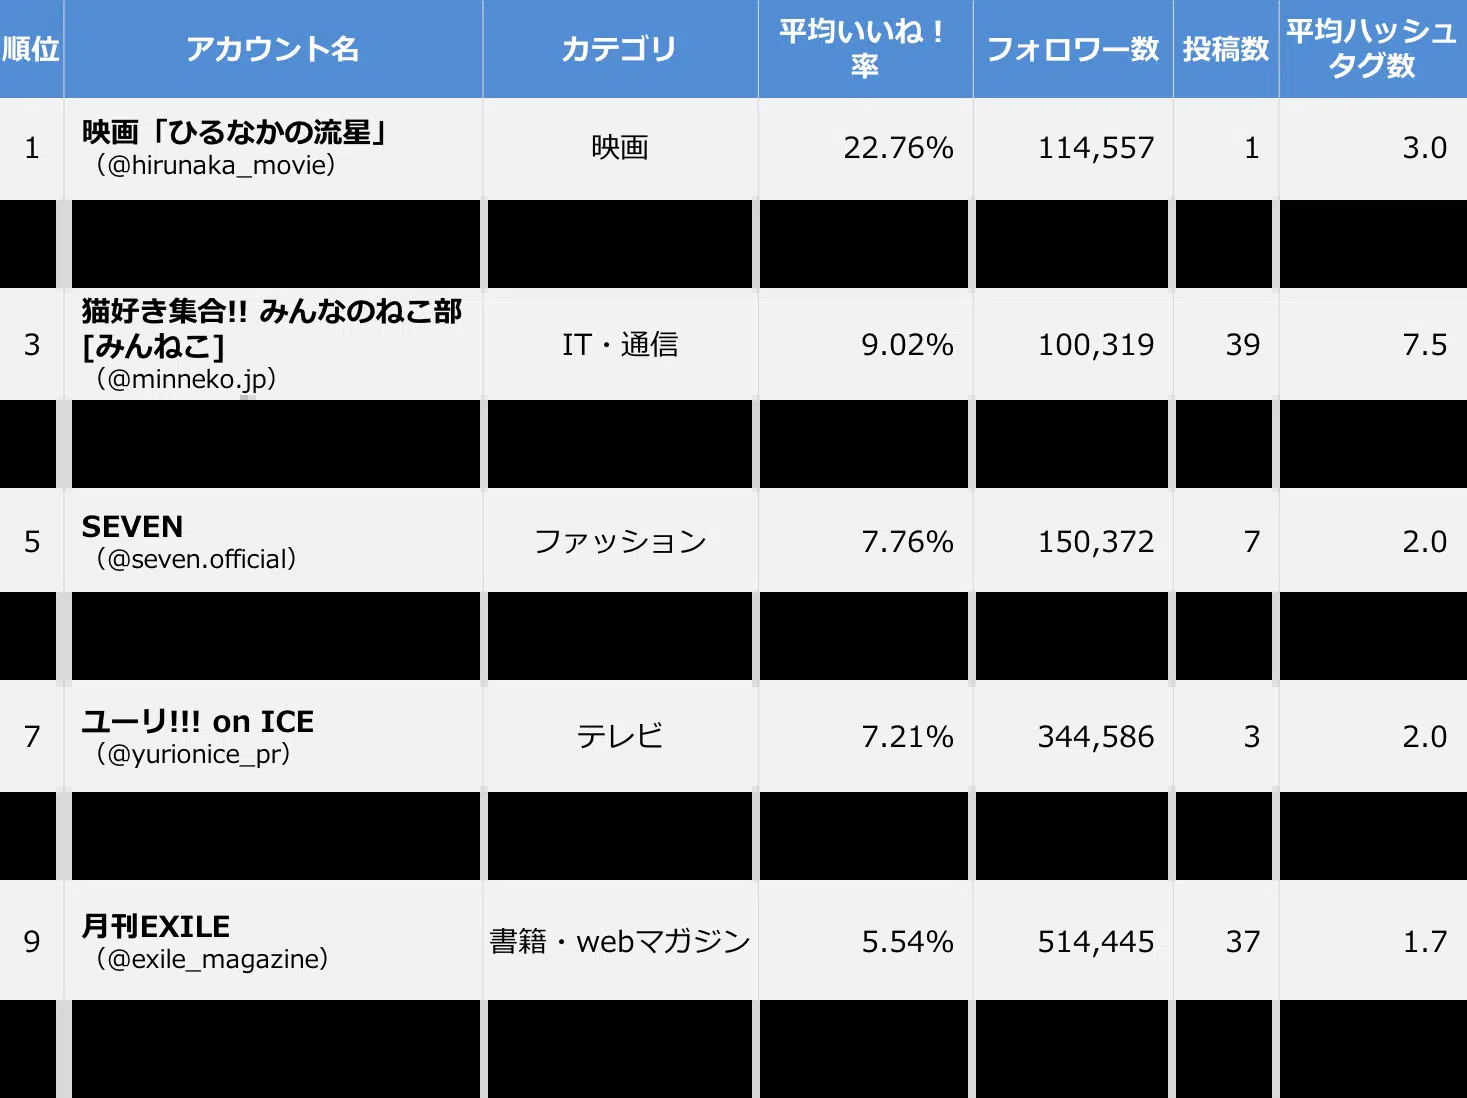 順位 アカウント名 カテゴリ 平均いいね！率 フォロワー数 投稿数 平均ハッシュタグ数
1 映画「ひるなかの流星」 映画 22.76% 114,557 1 3.0
（@hirunaka_movie）
猫好き集合!! みんなのねこ部
3 [みんねこ] IT・通信 9.02% 100,319 39 7.5
（@minneko.jp）
5 SEVEN ファッション 7.76% 150,372 7 2.0
（@seven.official）
7 ユーリ!!! on ICE テレビ 7.21% 344,586 3 2.0
（@yurionice_pr）
9 月刊EXILE 書籍・webマガジン 5.54% 514,445 37 1.7
（@exile_magazine）